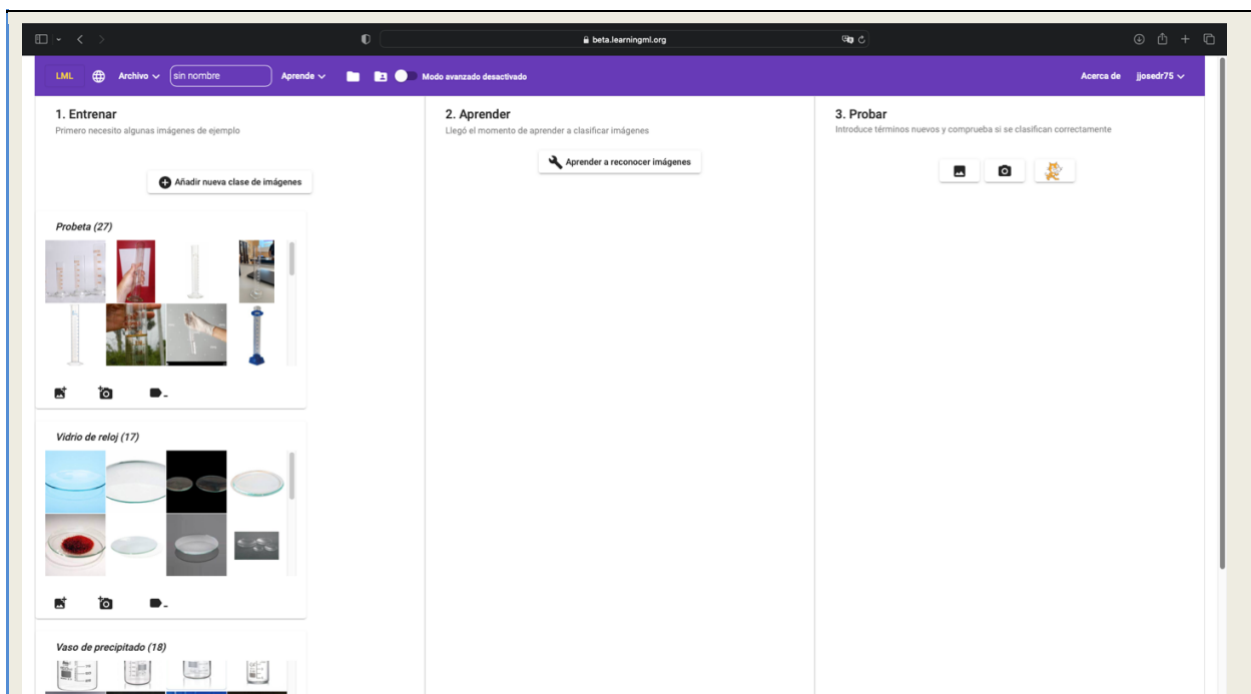 beta.learningml.org
LML Archivo sin nombre Aprende Modo avanzado desactivado Acerca de jjosedr75
1. Entrenar
Primero necesito algunas imágenes de ejemplo
Añadir nueva clase de imágenes
Probeta (27)
Vidrio de reloj (17)
Vaso de precipitado (18)
2. Aprender
Llegó el momento de aprender a clasificar imágenes
Aprender a reconocer imágenes
3. Probar
Introduce términos nuevos y comprueba si se clasifican correctamente